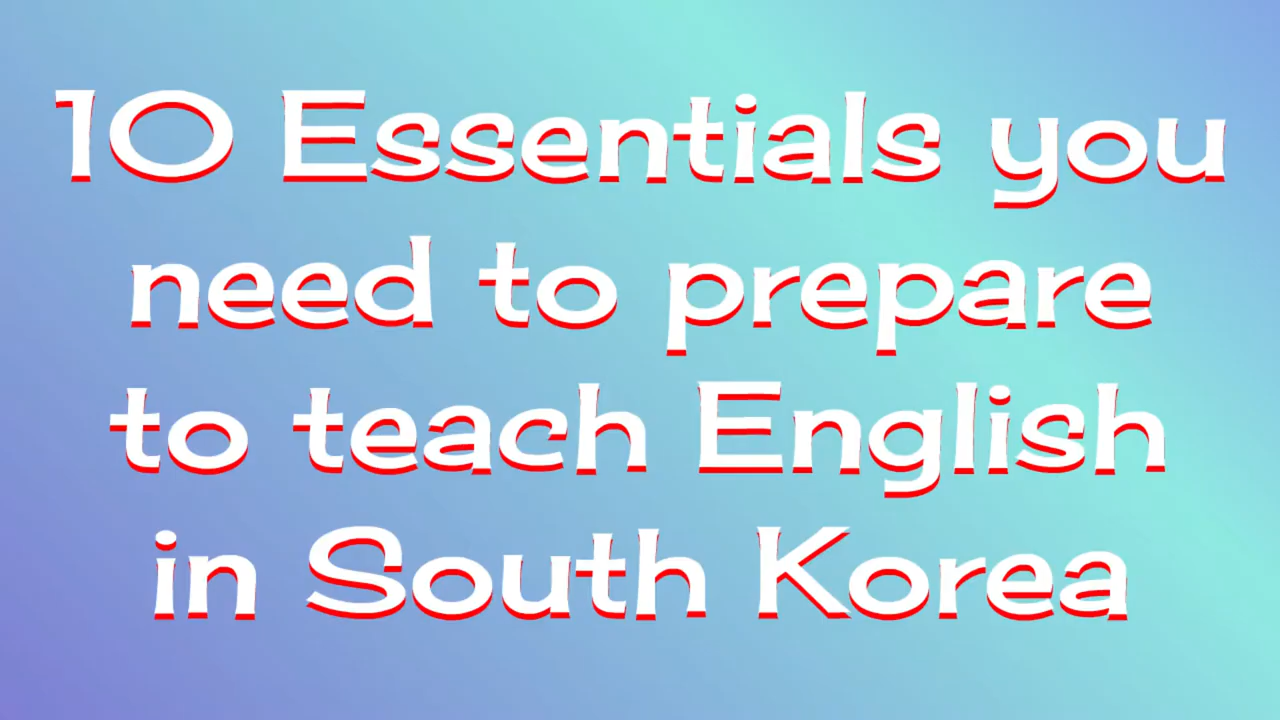 10 Essentials you
need to prepare
to teach English
in South Korea